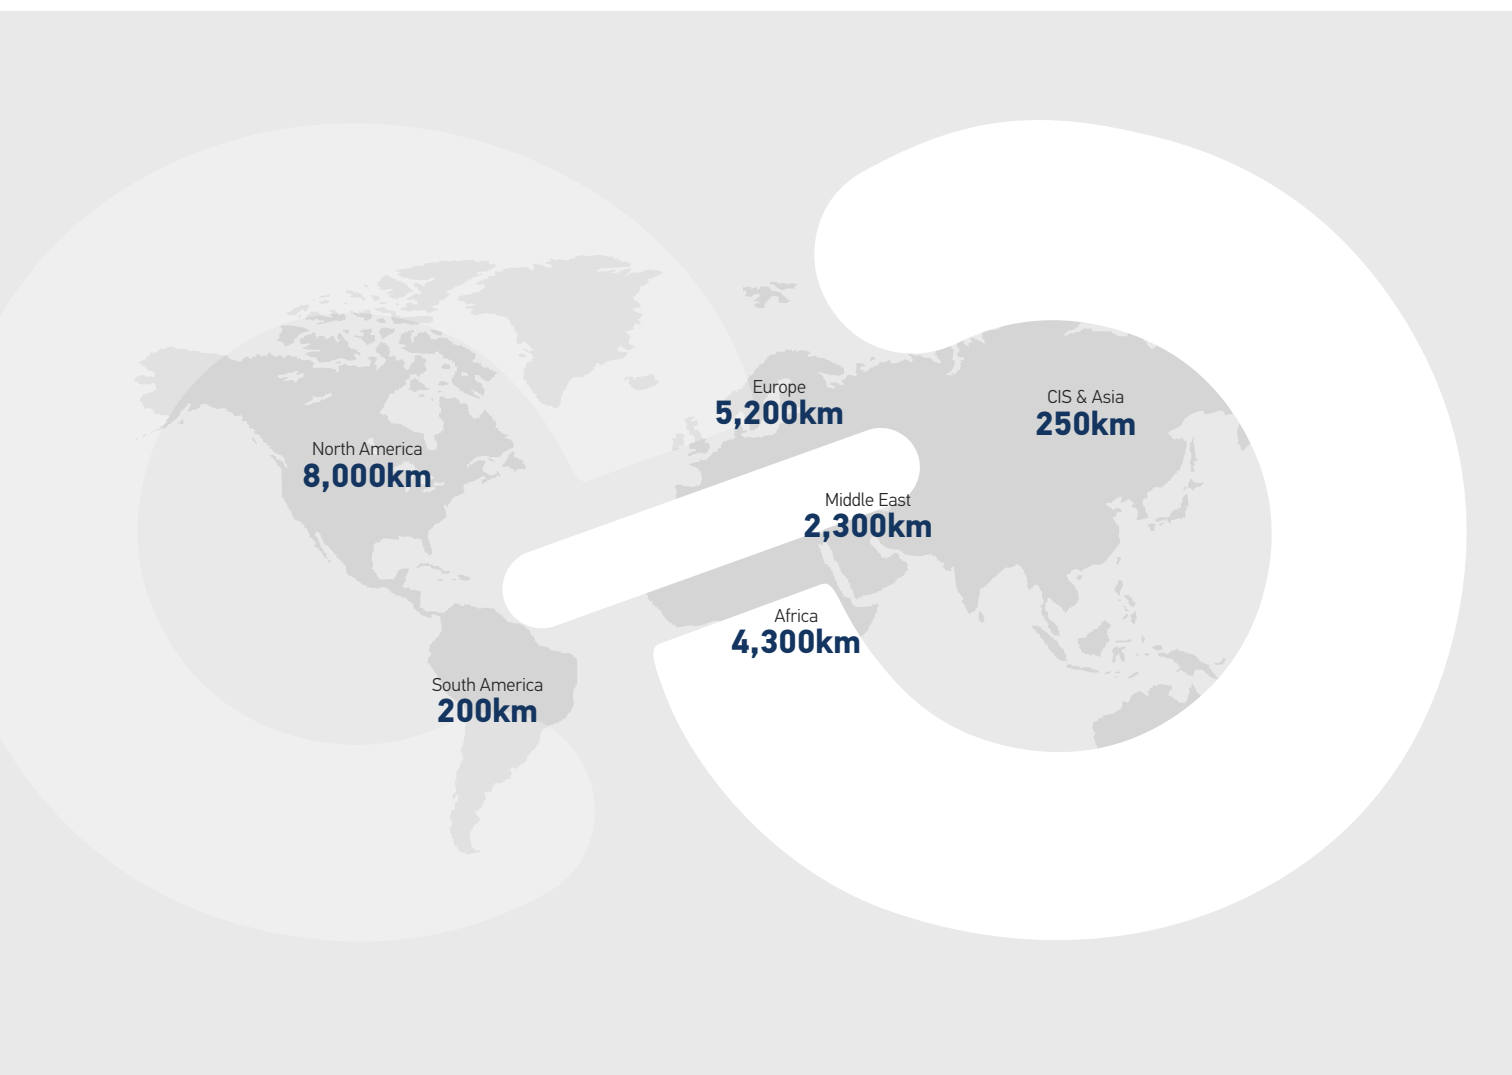 Europe
5,200km
CIS & Asia
250km
North America
8,000km
Middle East
2,300km
Africa
4,300km
South America
200km